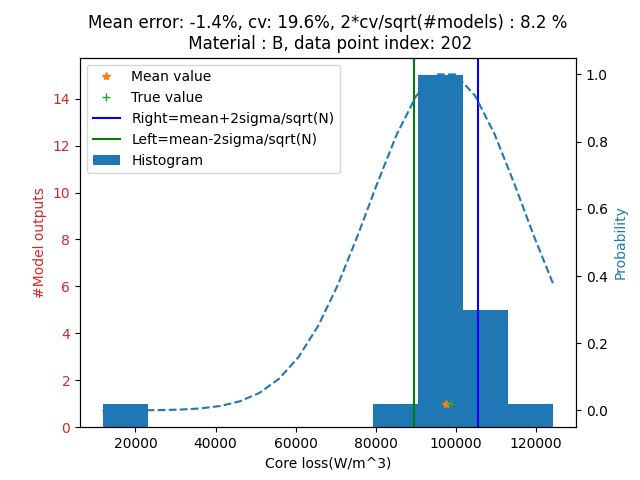 Mean error: -1.4%, cv: 19.6%, 2*cv/sqrt(#models) : 8.2 %
Material : B, data point index: 202
Mean value
True value
Right=mean+2sigma/sqrt(N)
Left=mean-2sigma/sqrt(N)
Histogram
#Model outputs
14
12
10
8
6
4
2
0
1.0
0.8
0.6
0.4
0.2
0.0
Probability
20000 40000 60000 80000 100000 120000
Core loss(W/m^3)